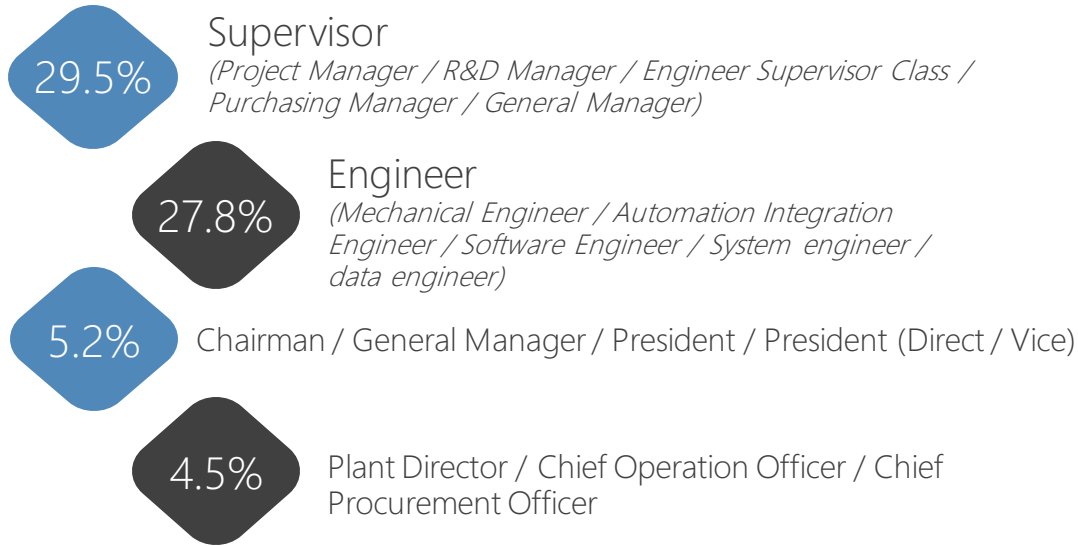 29.5%
Supervisor
(Project Manager / R&D Manager / Engineer Supervisor Class /
Purchasing Manager / General Manager)
27.8%
Engineer
(Mechanical Engineer / Automation Integration
Engineer / Software Engineer / System engineer /
data engineer)
5.2%
Chairman / General Manager / President / President (Direct / Vice)
4.5%
Plant Director / Chief Operation Officer / Chief
Procurement Officer